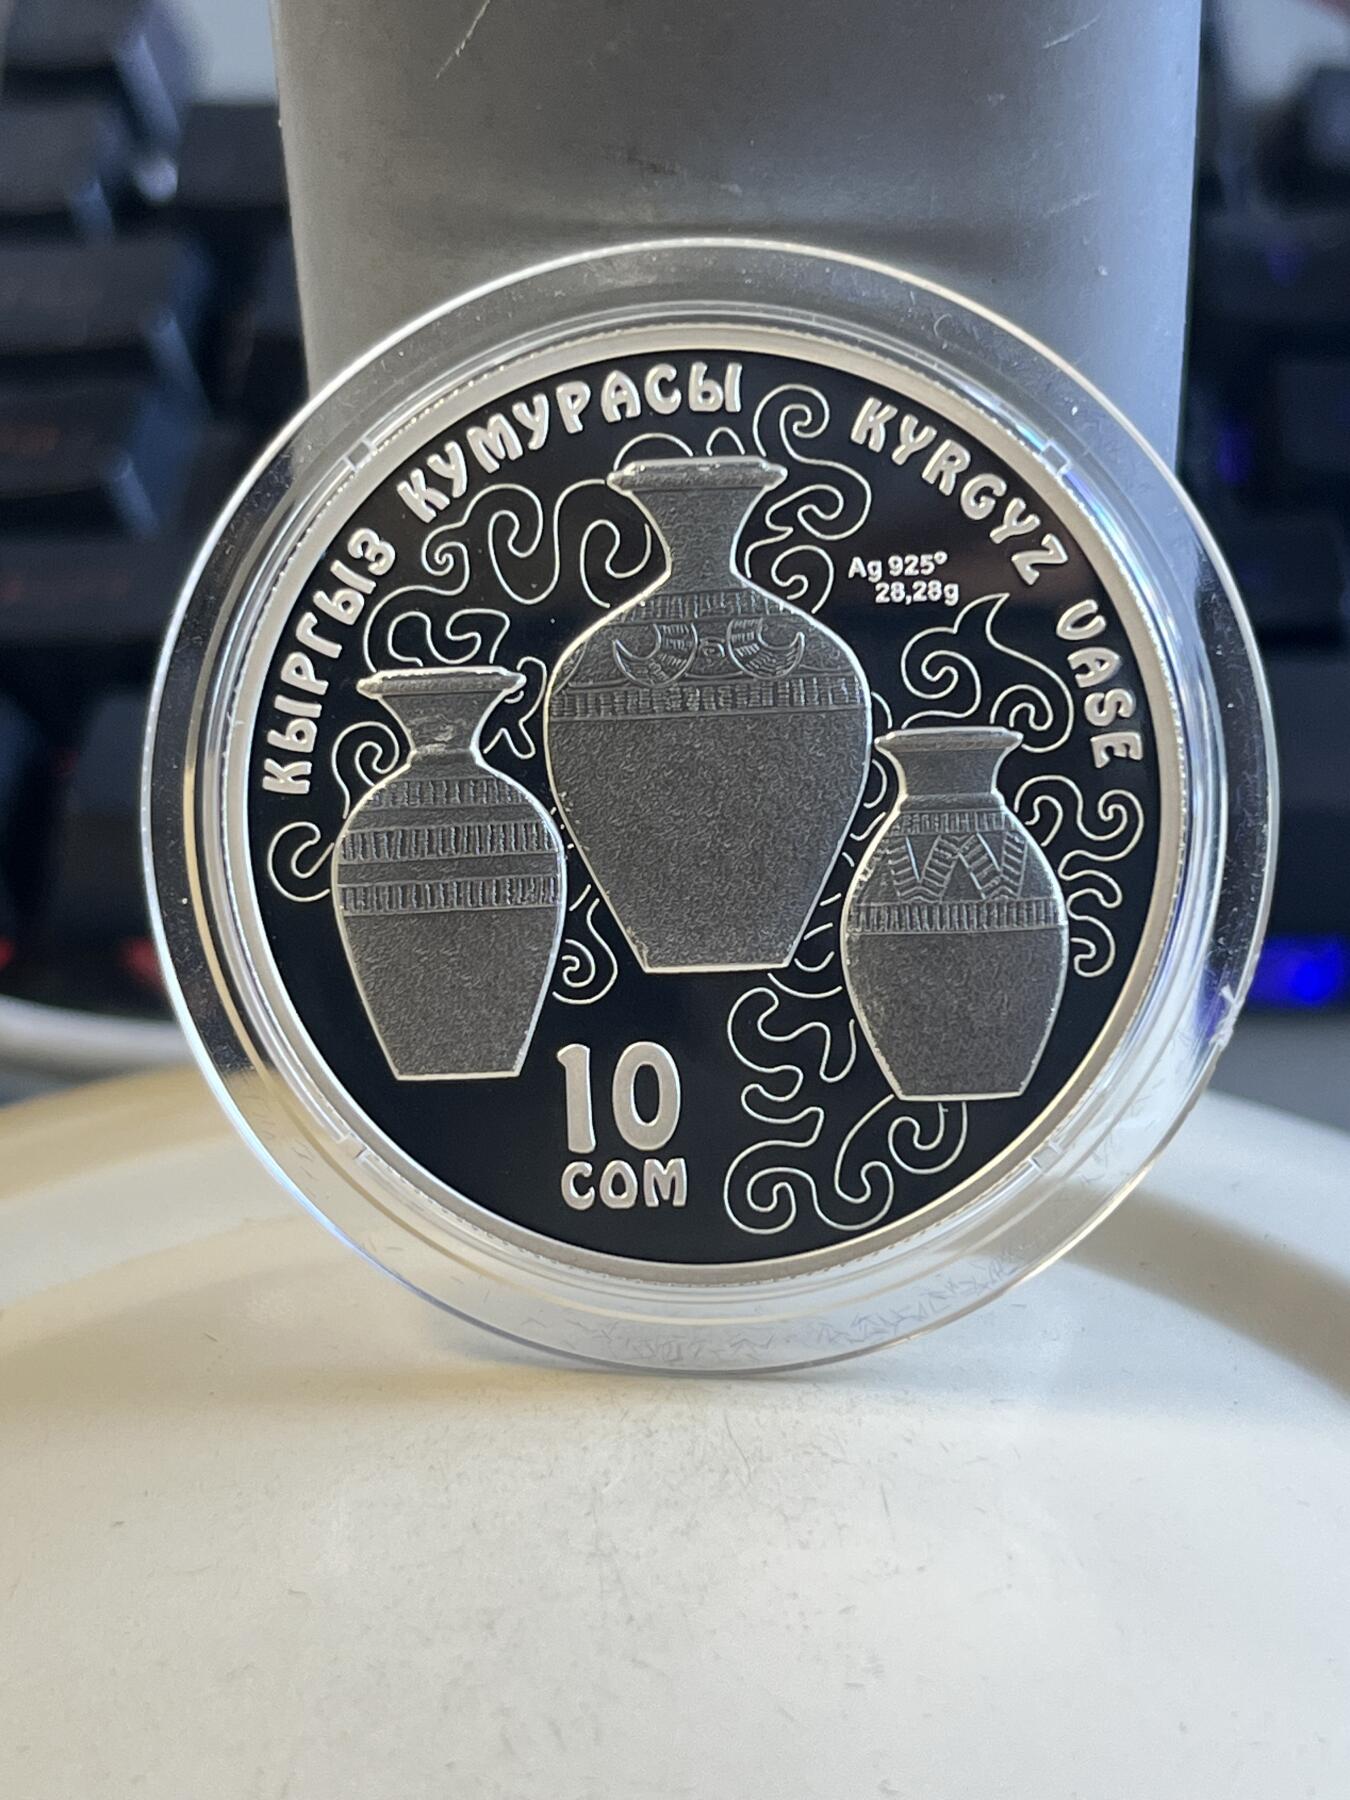 КЫРГЫЗ КУМУРАСЫ
KYRGYZ VASE
Ag 925°
28,28g
10
СОМ